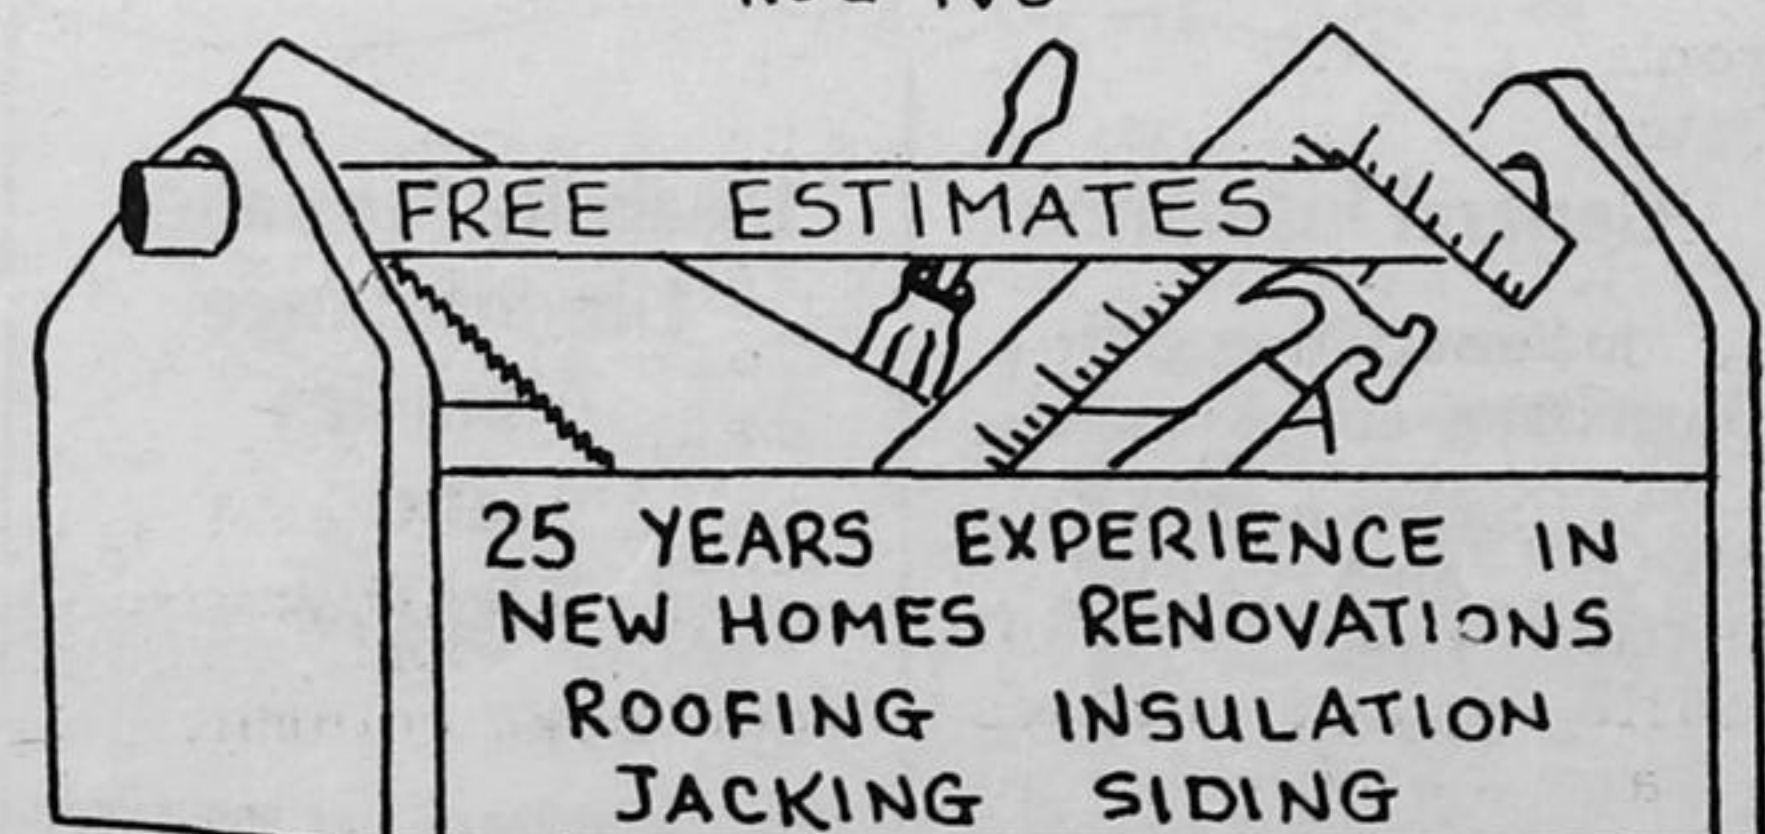 FREE ESTIMATES
25 YEARS EXPERIENCE IN
NEW HOMES RENOVATIONS
ROOFING INSULATION
JACKING SIDING